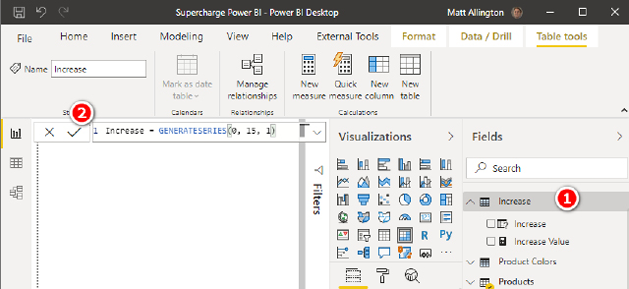 Supercharge Power BI - Power BI Desktop
Matt Allington
File Home Insert Modeling View Help External Tools Format Data / Drill Table tools
Name Increase
Mark as date table
Manage relationships
New measure
Quick measure
New column
New table
St
Calendars
Relationships
Calculations
2
1 Increase = GENERATESERIES(0, 15, 1)
Visualizations
Fields
Search
Filters
Increase
1
Increase
Increase Value
Product Colors
Products
R
Py